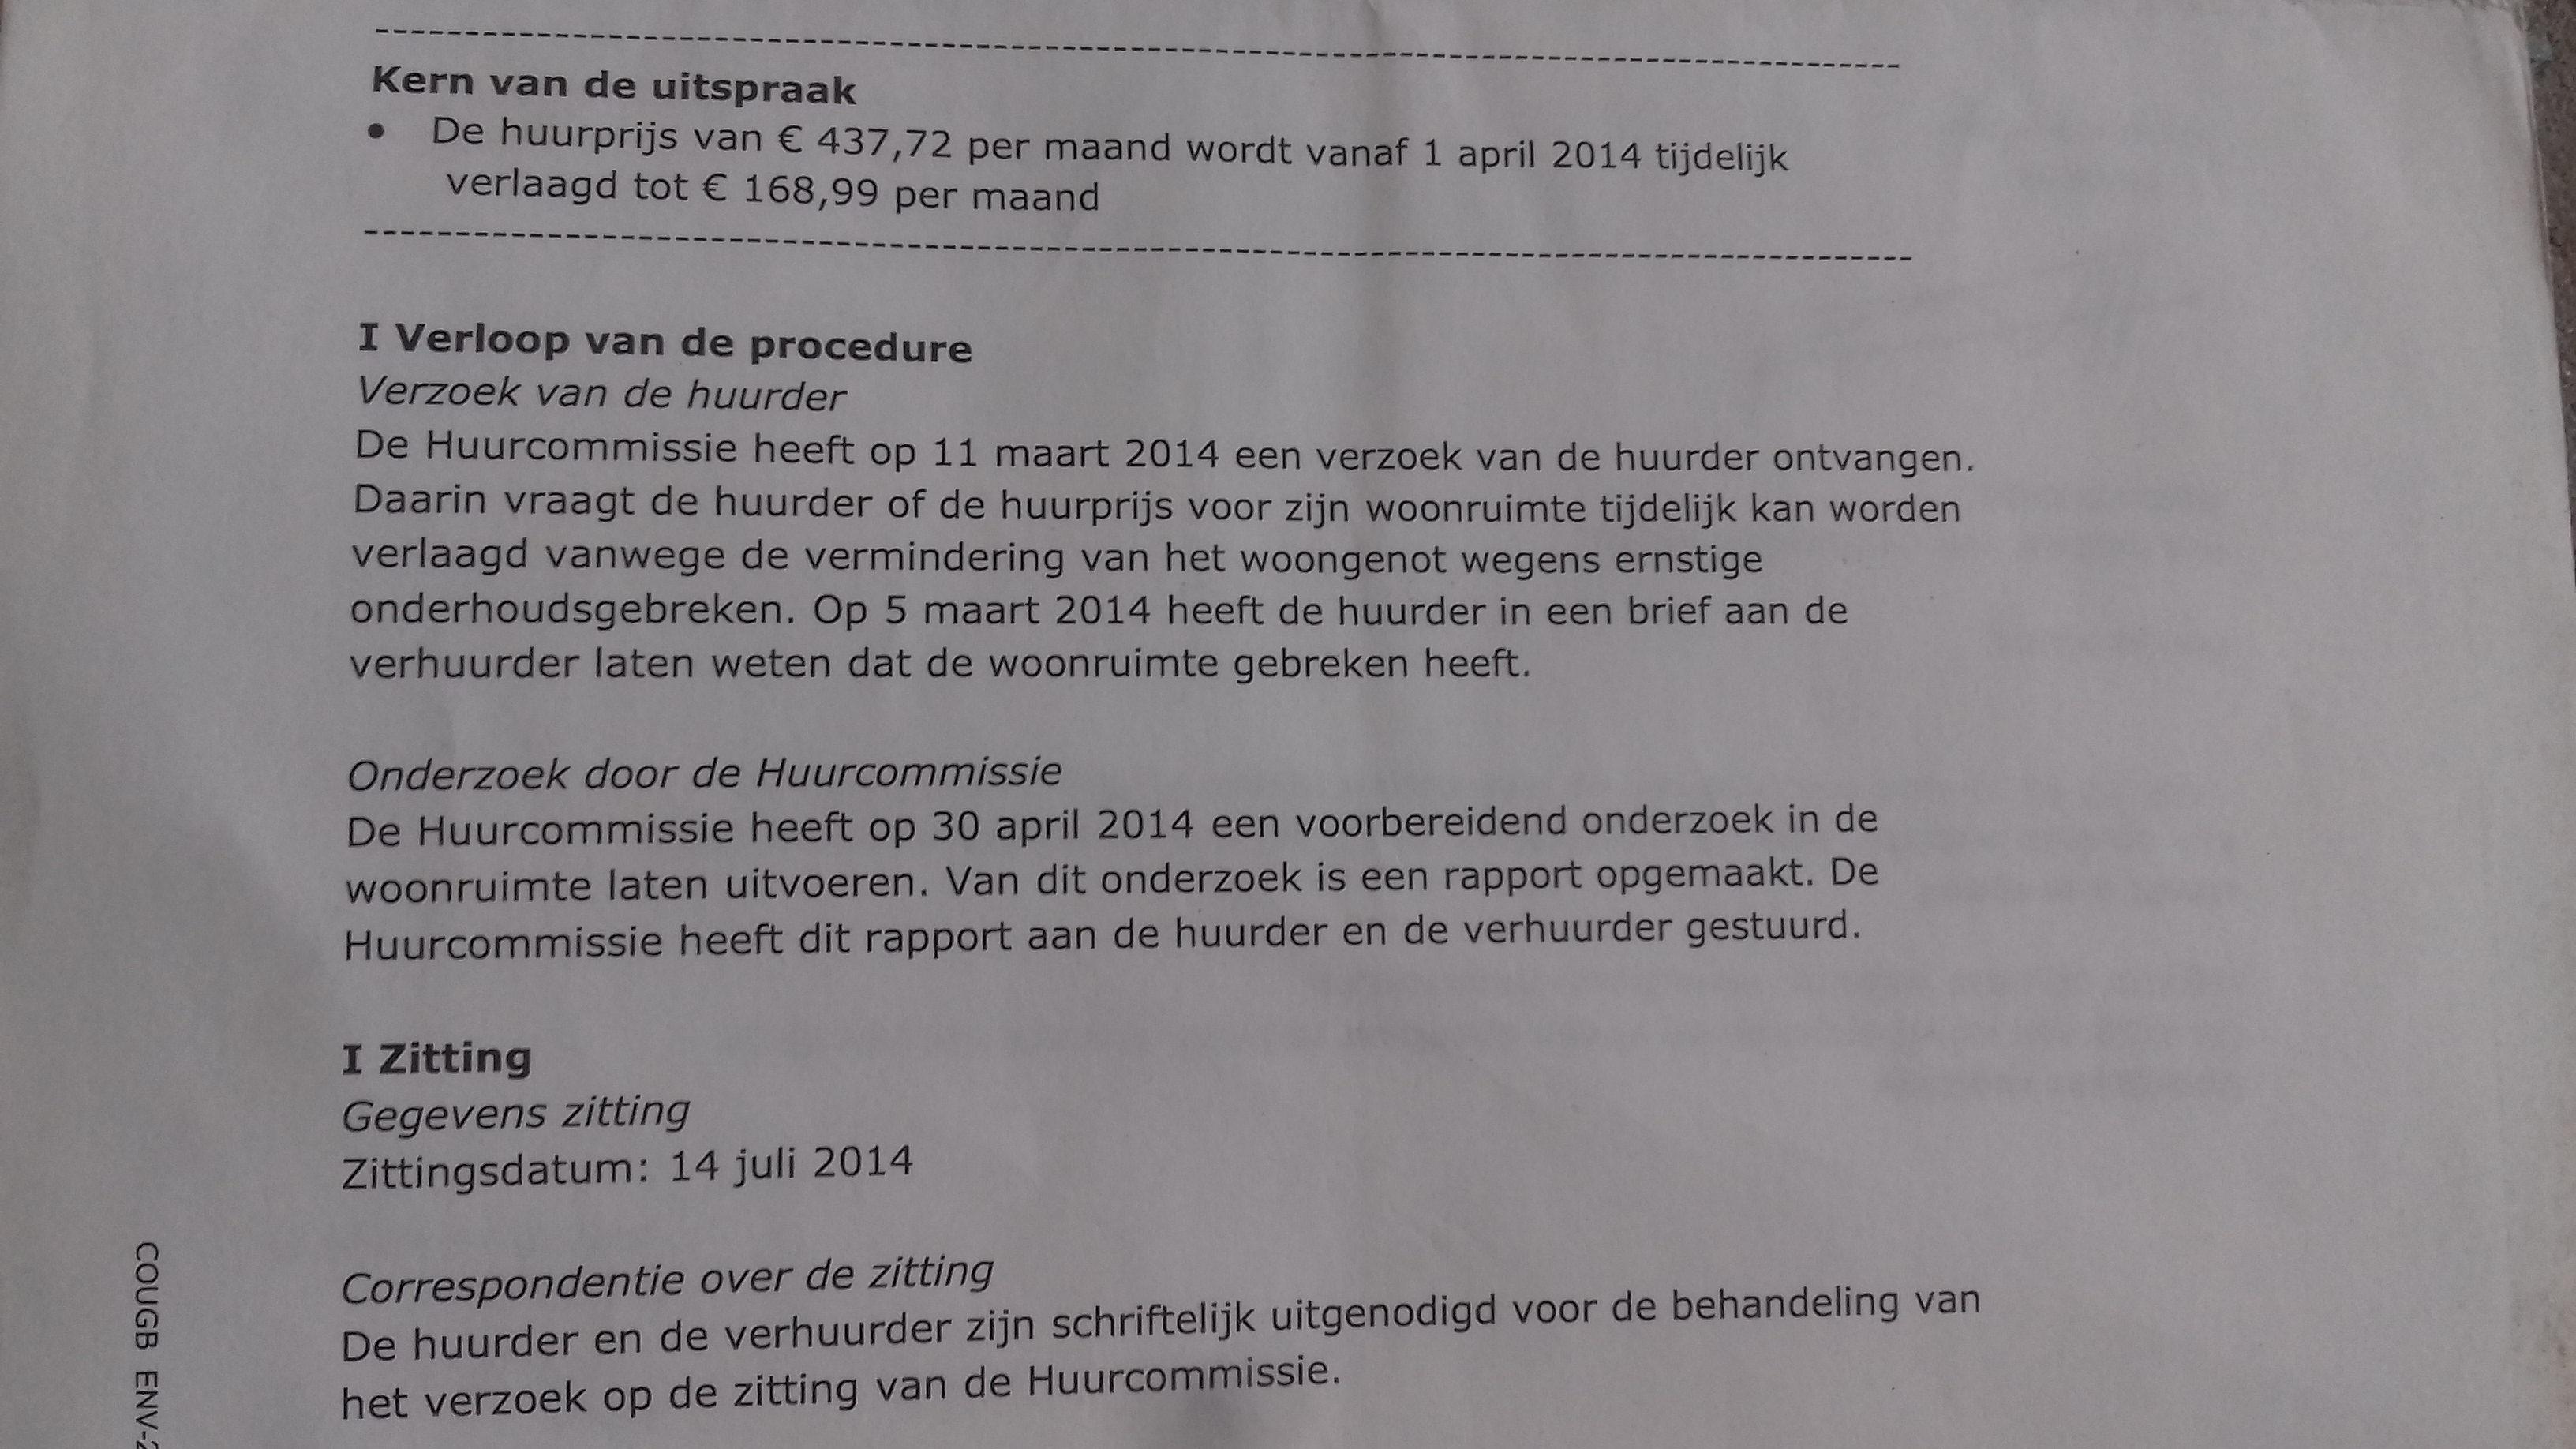 Kern van de uitspraak
• De huurprijs van € 437,72 per maand wordt vanaf 1 april 2014 tijdelijk
verlaagd tot € 168,99 per maand
I Verloop van de procedure
Verzoek van de huurder
De Huurcommissie heeft op 11 maart 2014 een verzoek van de huurder ontvangen.
Daarin vraagt de huurder of de huurprijs voor zijn woonruimte tijdelijk kan worden
verlaagd vanwege de vermindering van het woongenot wegens ernstige
onderhoudsgebreken. Op 5 maart 2014 heeft de huurder in een brief aan de
verhuurder laten weten dat de woonruimte gebreken heeft.
Onderzoek door de Huurcommissie
De Huurcommissie heeft op 30 april 2014 een voorbereidend onderzoek in de
woonruimte laten uitvoeren. Van dit onderzoek is een rapport opgemaakt. De
Huurcommissie heeft dit rapport aan de huurder en de verhuurder gestuurd.
I Zitting
Gegevens zitting
Zittingsdatum: 14 juli 2014
Correspondentie over de zitting
De huurder en de verhuurder zijn schriftelijk uitgenodigd voor de behandeling van
het verzoek op de zitting van de Huurcommissie.
COUGB ENV-2